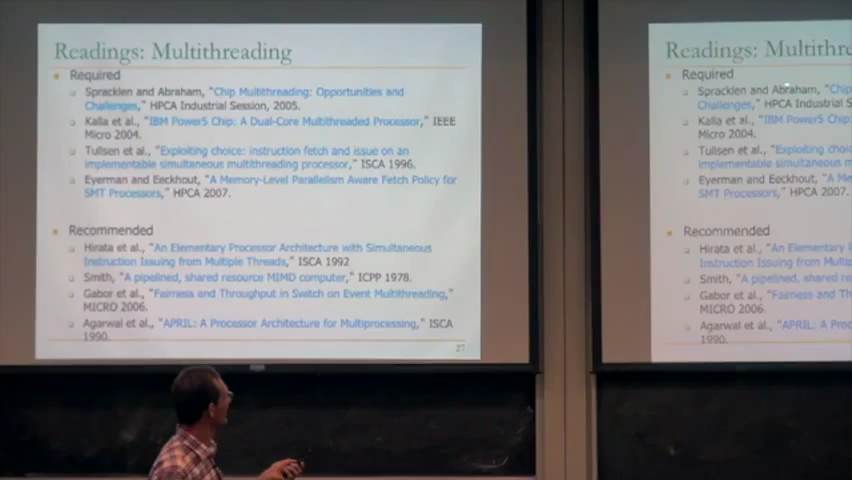 Readings: Multithreading
Required
Spracklen and Abraham, "Chip Multithreading: Opportunities and
Challenges," HPCA Industrial Session, 2005.
Kalla et al., "IBM Power5 Chip: A Dual-Core Multithreaded Processor," IEEE
Micro 2004.
Tullsen et al., "Exploiting choice: instruction fetch and issue on an
implementable simultaneous multithreading processor," ISCA 1996.
Eyerman and Eeckhout, "A Memory-Level Parallelism Aware Fetch Policy for
SMT Processors," HPCA 2007.
Recommended
Hirata et al., "An Elementary Processor Architecture with Simultaneous
Instruction Issuing from Multiple Threads," ISCA 1992
Smith, "A pipelined, shared resource MIMD computer," ICPP 1978.
Gabor et al., "Fairness and Throughput in Switch on Event Multithreading,"
MICRO 2006.
Agarwal et al., "APRIL: A Processor Architecture for Multiprocessing," ISCA
1990.
27
Readings: Multithre
Required
Spracklen and Abraham, "Chip
Challenges," HPCA Industrial S
Kalla et al., "IBM Power5 Chip:
Micro 2004.
Tullsen et al., "Exploiting choice
implementable simultaneous m
Eyerman and Eeckhout, "A Me
SMT Processors," HPCA 2007.
Recommended
Hirata et al., "An Elementary P
Instruction Issuing from Multip
Smith, "A pipelined, shared res
Gabor et al., "Fairness and Th
MICRO 2006.
Agarwal et al., "APRIL: A Proc
1990.